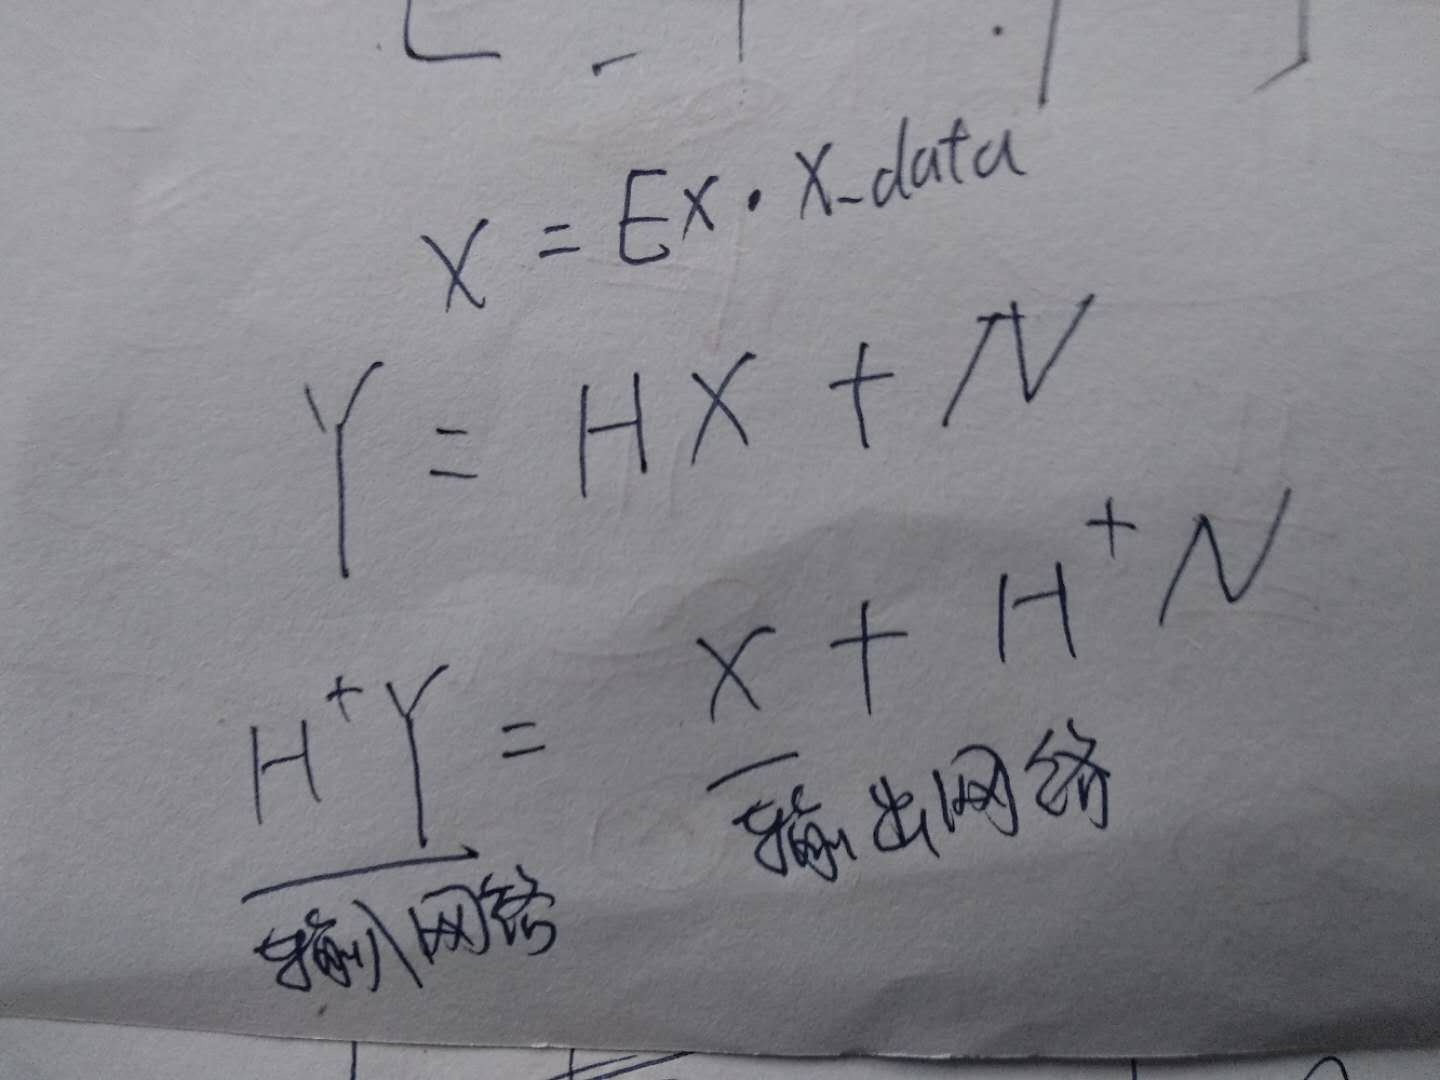 X = Ex · X_data
Y = HX + N
H⁺Y = X + H⁺N
输入网络 输出网络